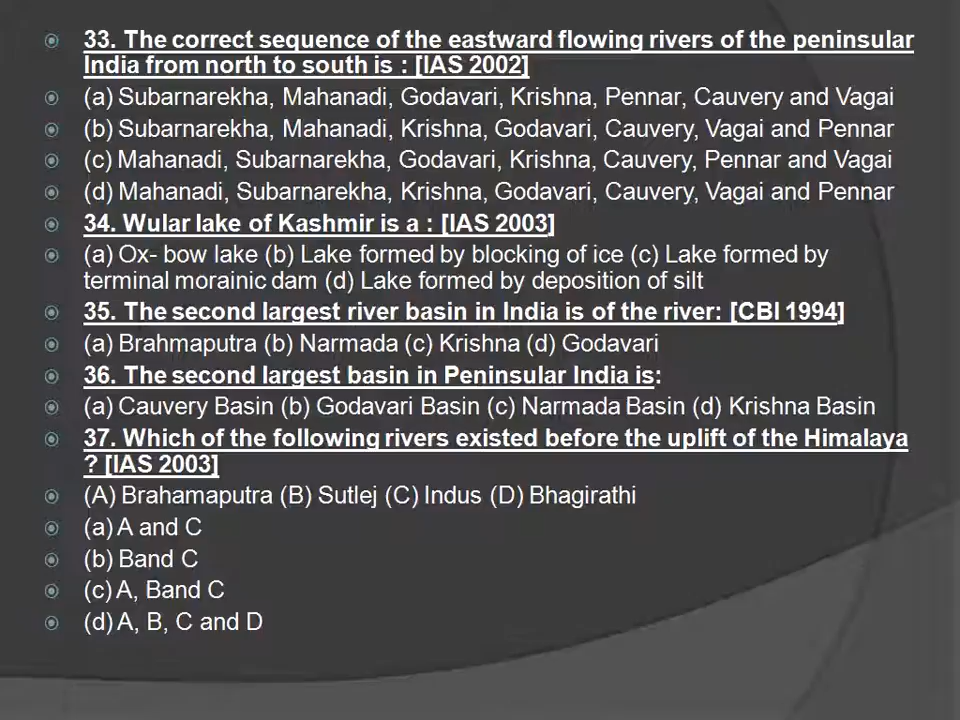 33. The correct sequence of the eastward flowing rivers of the peninsular
India from north to south is : [IAS 2002]
(a) Subarnarekha, Mahanadi, Godavari, Krishna, Pennar, Cauvery and Vagai
(b) Subarnarekha, Mahanadi, Krishna, Godavari, Cauvery, Vagai and Pennar
(c) Mahanadi, Subarnarekha, Godavari, Krishna, Cauvery, Pennar and Vagai
(d) Mahanadi, Subarnarekha, Krishna, Godavari, Cauvery, Vagai and Pennar
34. Wular lake of Kashmir is a : [IAS 2003]
(a) Ox- bow lake (b) Lake formed by blocking of ice (c) Lake formed by
terminal morainic dam (d) Lake formed by deposition of silt
35. The second largest river basin in India is of the river: [CBI 1994]
(a) Brahmaputra (b) Narmada (c) Krishna (d) Godavari
36. The second largest basin in Peninsular India is:
(a) Cauvery Basin (b) Godavari Basin (c) Narmada Basin (d) Krishna Basin
37. Which of the following rivers existed before the uplift of the Himalaya
? [IAS 2003]
(A) Brahamaputra (B) Sutlej (C) Indus (D) Bhagirathi
(a) A and C
(b) Band C
(c) A, Band C
(d) A, B, C and D